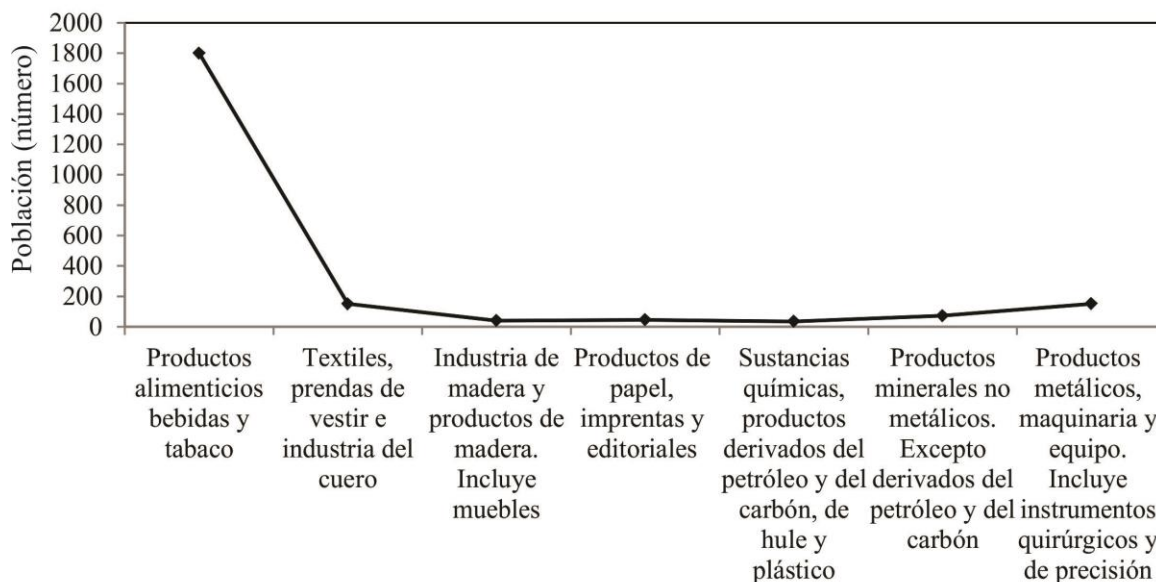 Población (número)
2000
1800
1600
1400
1200
1000
800
600
400
200
0
Productos
alimenticios
bebidas y
tabaco
Textiles,
prendas de
vestir e
industria del
cuero
Industria de
madera y
productos de
madera.
Incluye
muebles
Productos de
papel,
imprentas y
editoriales
Sustancias
químicas,
productos
derivados del
petróleo y del
carbón, de
hule y
plástico
Productos
minerales no
metálicos.
Excepto
derivados del
petróleo y del
carbón
Productos
metálicos,
maquinaria y
equipo.
Incluye
instrumentos
quirúrgicos y
de precisión